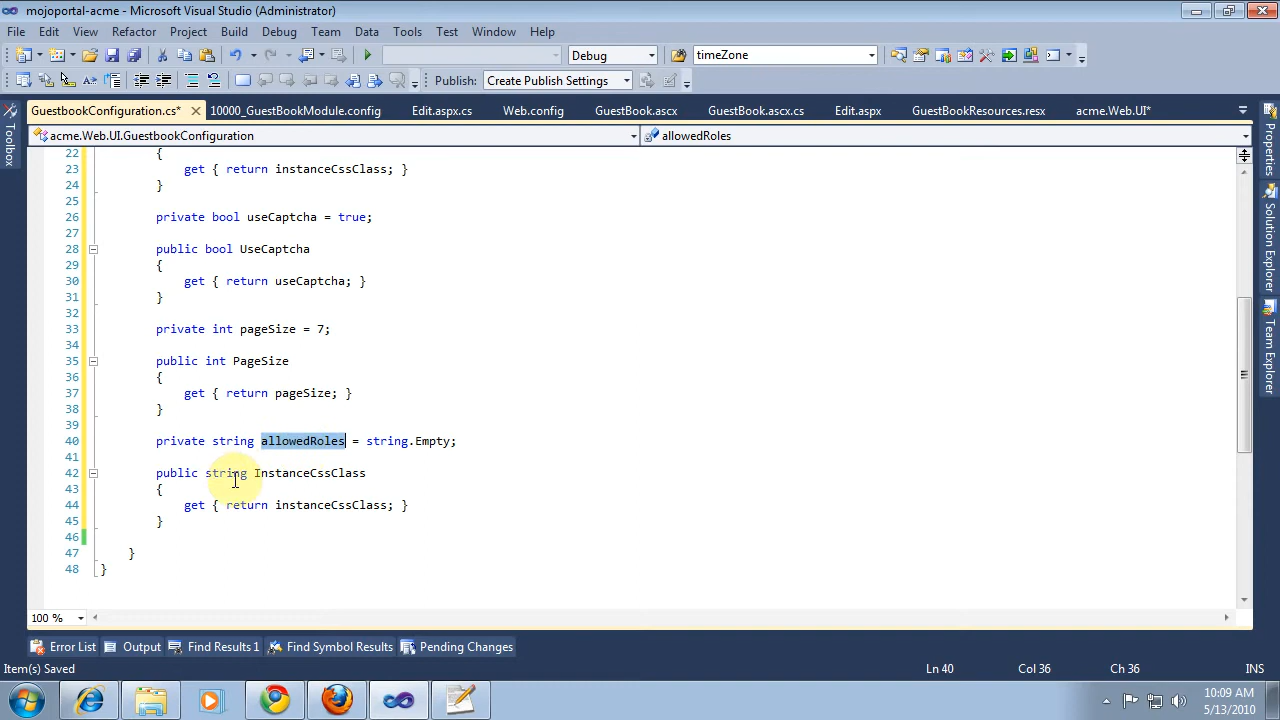 mojoportal-acme - Microsoft Visual Studio (Administrator)
File Edit View Refactor Project Build Debug Team Data Tools Test Window Help
Debug timeZone
Publish: Create Publish Settings
GuestbookConfiguration.cs* 10000_GuestBookModule.config Edit.aspx.cs Web.config GuestBook.ascx GuestBook.ascx.cs Edit.aspx GuestBookResources.resx acme.Web.UI*
acme.Web.UI.GuestbookConfiguration allowedRoles
Toolbox
Properties
Solution Explorer
Team Explorer
22 {
23 get { return instanceCssClass; }
24 }
25
26 private bool useCaptcha = true;
27
28 public bool UseCaptcha
29 {
30 get { return useCaptcha; }
31 }
32
33 private int pageSize = 7;
34
35 public int PageSize
36 {
37 get { return pageSize; }
38 }
39
40 private string allowedRoles = string.Empty;
41
42 public string InstanceCssClass
43 {
44 get { return instanceCssClass; }
45 }
46
47 }
48 }
100 %
Error List Output Find Results 1 Find Symbol Results Pending Changes
Item(s) Saved Ln 40 Col 36 Ch 36 INS
10:09 AM
5/13/2010